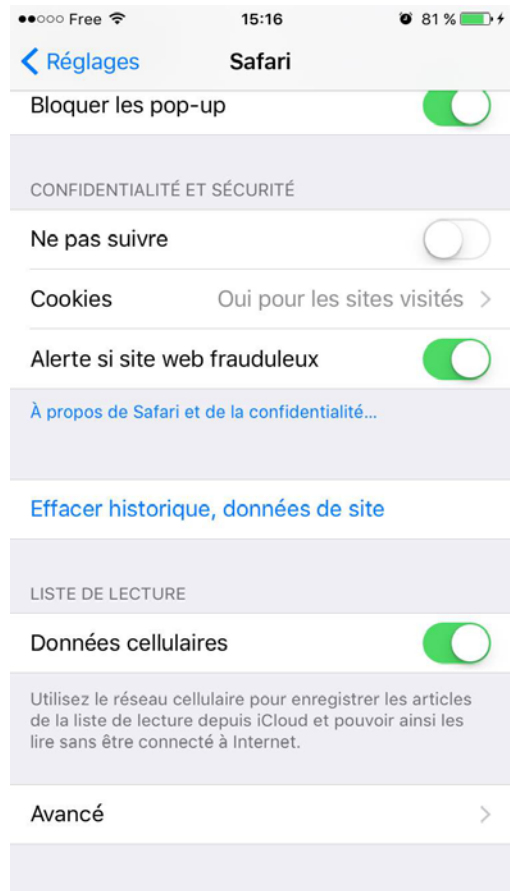 Free 15:16 81 %
Réglages Safari
Bloquer les pop-up
CONFIDENTIALITÉ ET SÉCURITÉ
Ne pas suivre
Cookies Oui pour les sites visités
Alerte si site web frauduleux
À propos de Safari et de la confidentialité...
Effacer historique, données de site
LISTE DE LECTURE
Données cellulaires
Utilisez le réseau cellulaire pour enregistrer les articles
de la liste de lecture depuis iCloud et pouvoir ainsi les
lire sans être connecté à Internet.
Avancé